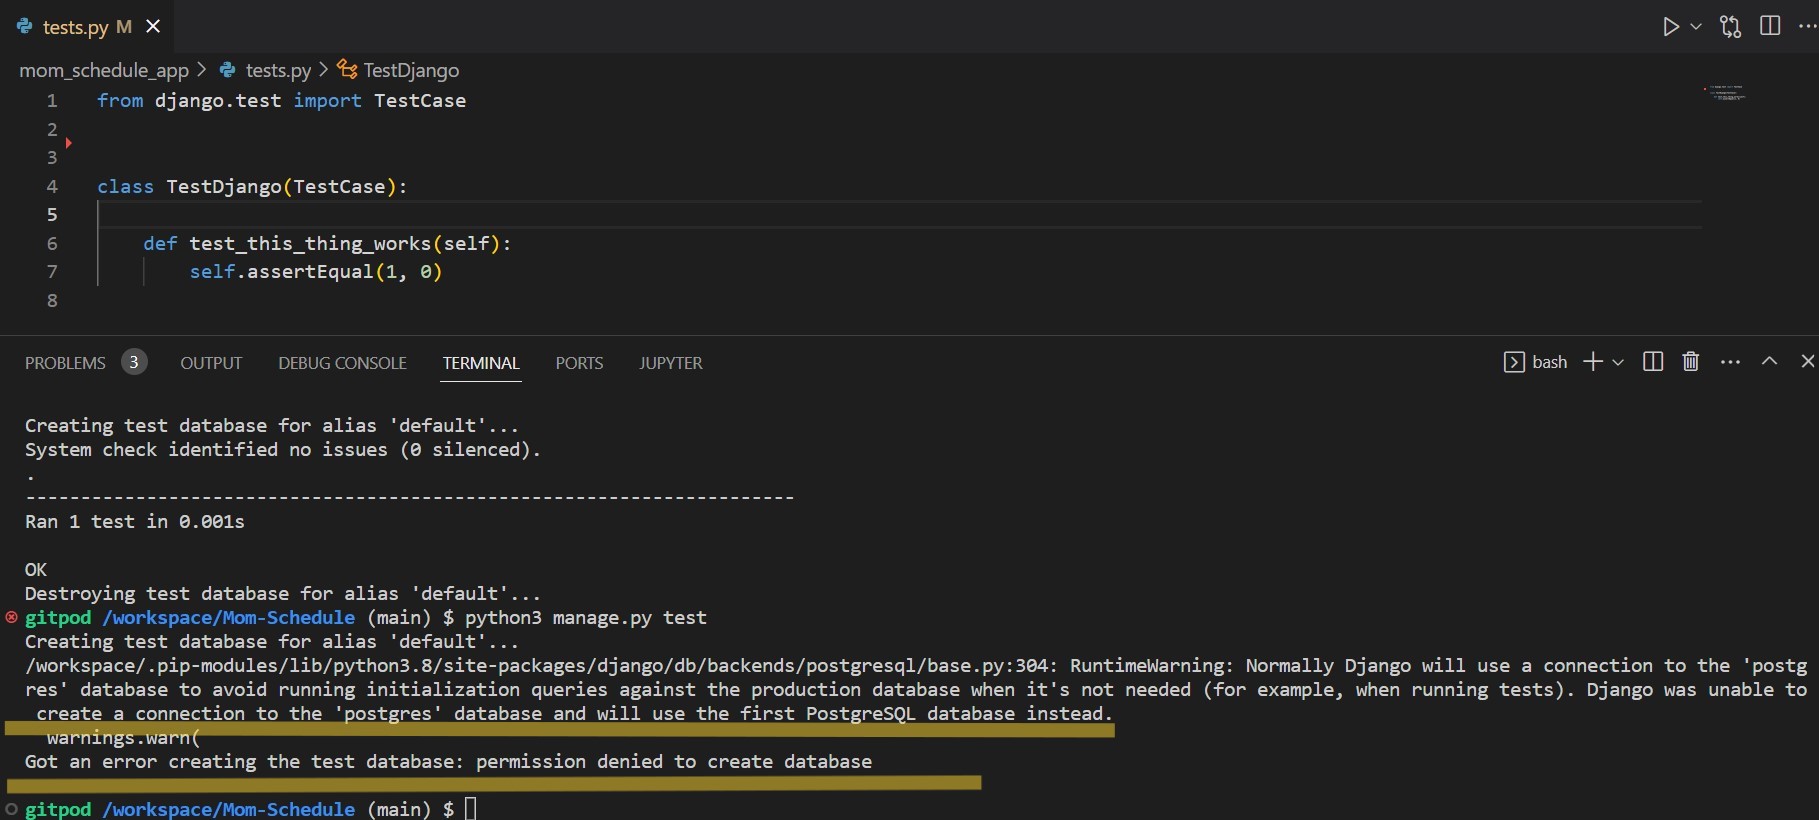 tests.py M
mom_schedule_app > tests.py > TestDjango
1 from django.test import TestCase
2
3
4 class TestDjango(TestCase):
5
6 def test_this_thing_works(self):
7 self.assertEqual(1, 0)
8
PROBLEMS 3 OUTPUT DEBUG CONSOLE TERMINAL PORTS JUPYTER bash
Creating test database for alias 'default'...
System check identified no issues (0 silenced).
.
----------------------------------------------------------------------
Ran 1 test in 0.001s
OK
Destroying test database for alias 'default'...
gitpod /workspace/Mom-Schedule (main) $ python3 manage.py test
Creating test database for alias 'default'...
/workspace/.pip-modules/lib/python3.8/site-packages/django/db/backends/postgresql/base.py:304: RuntimeWarning: Normally Django will use a connection to the 'postg
res' database to avoid running initialization queries against the production database when it's not needed (for example, when running tests). Django was unable to
create a connection to the 'postgres' database and will use the first PostgreSQL database instead.
warnings.warn(
Got an error creating the test database: permission denied to create database
gitpod /workspace/Mom-Schedule (main) $